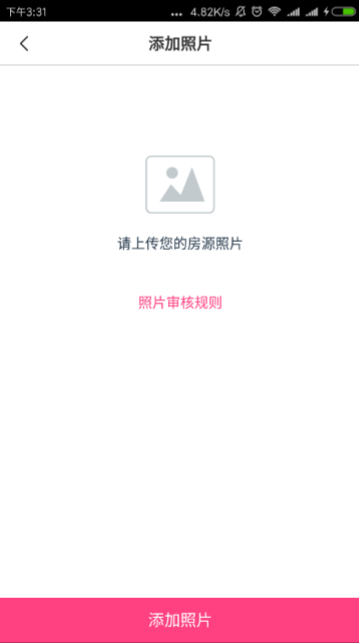 下午3:31
... 4.82K/s
添加照片
请上传您的房源照片
照片审核规则
添加照片